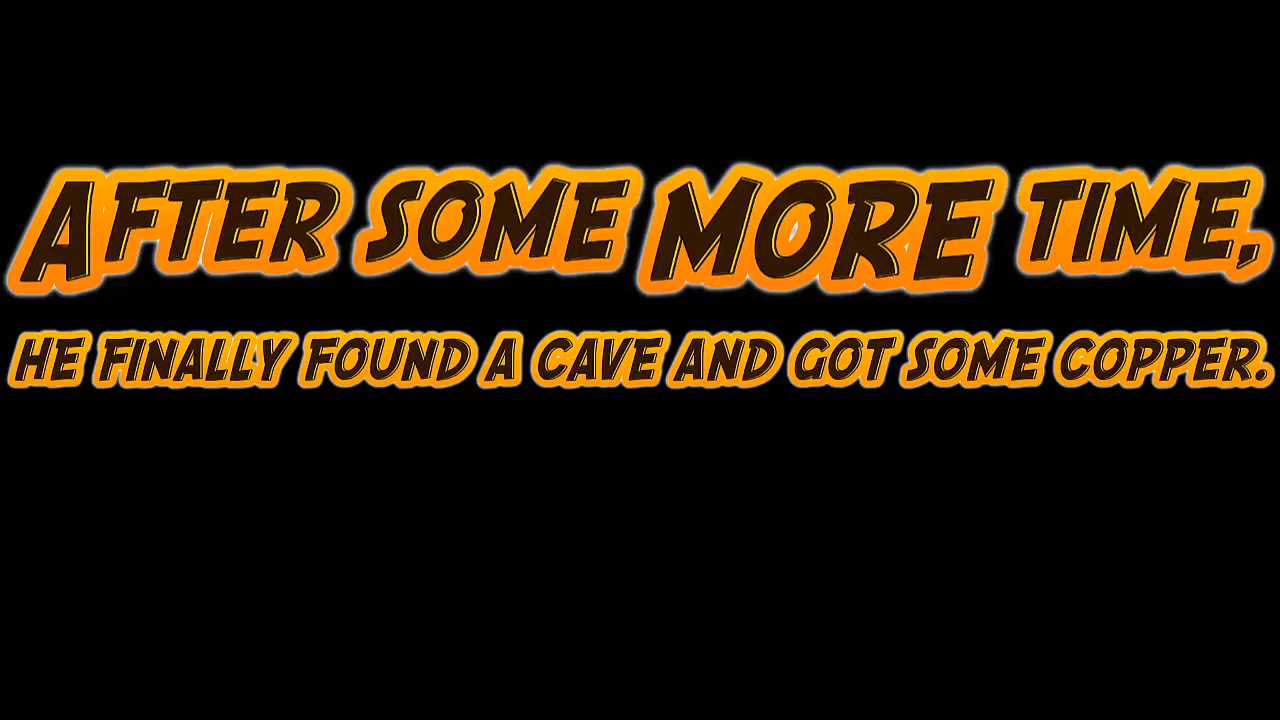 AFTER SOME MORE TIME,
HE FINALLY FOUND A CAVE AND GOT SOME COPPER.